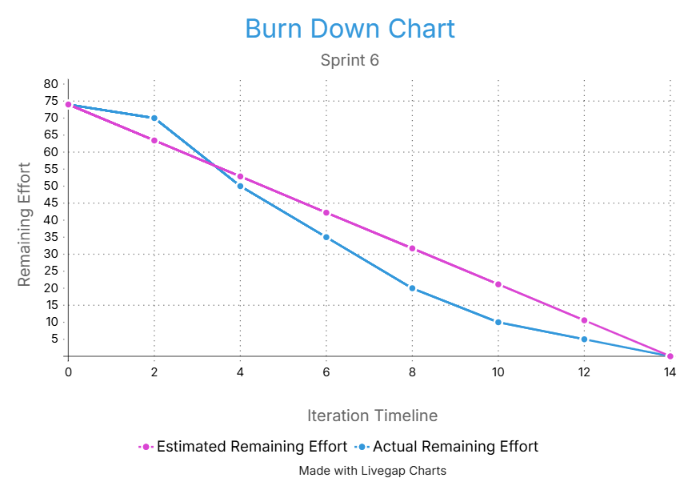 Burn Down Chart
Sprint 6
80
75
70
65
60
55
50
45
40
35
30
25
20
15
10
5
Remaining Effort
0 2 4 6 8 10 12 14
Iteration Timeline
Estimated Remaining Effort Actual Remaining Effort
Made with Livegap Charts